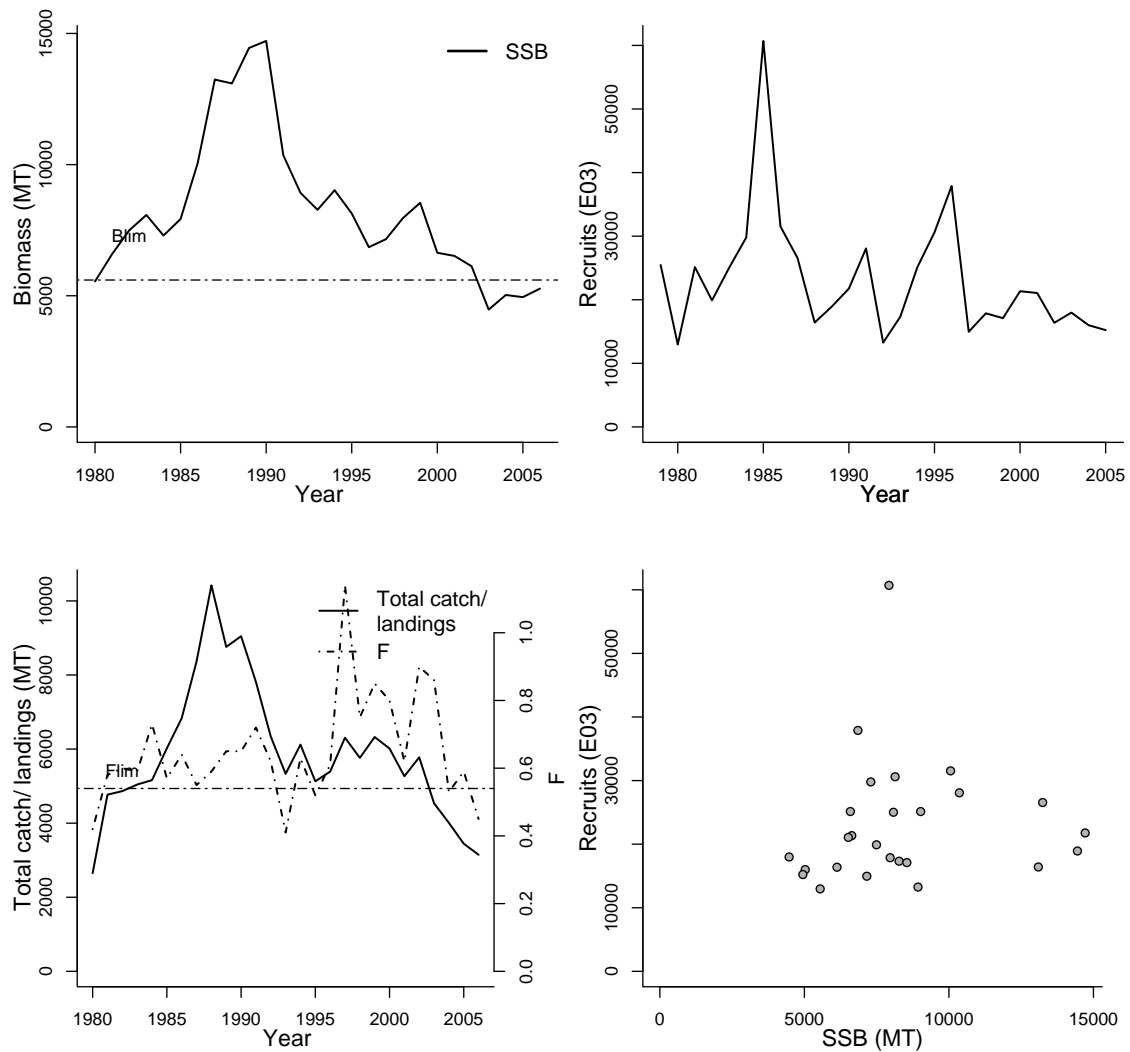 SSB
Biomass (MT)
15000
10000
5000
0
Blim
1980 1985 1990 1995 2000 2005
Year
Recruits (E03)
50000
30000
10000
0
1980 1985 1990 1995 2000 2005
Year
Total catch/
landings
F
Total catch/ landings (MT)
10000
8000
6000
4000
2000
0
Flim
F
1.0
0.8
0.6
0.4
0.2
0.0
1980 1985 1990 1995 2000 2005
Year
Recruits (E03)
50000
30000
10000
0
0 5000 10000 15000
SSB (MT)